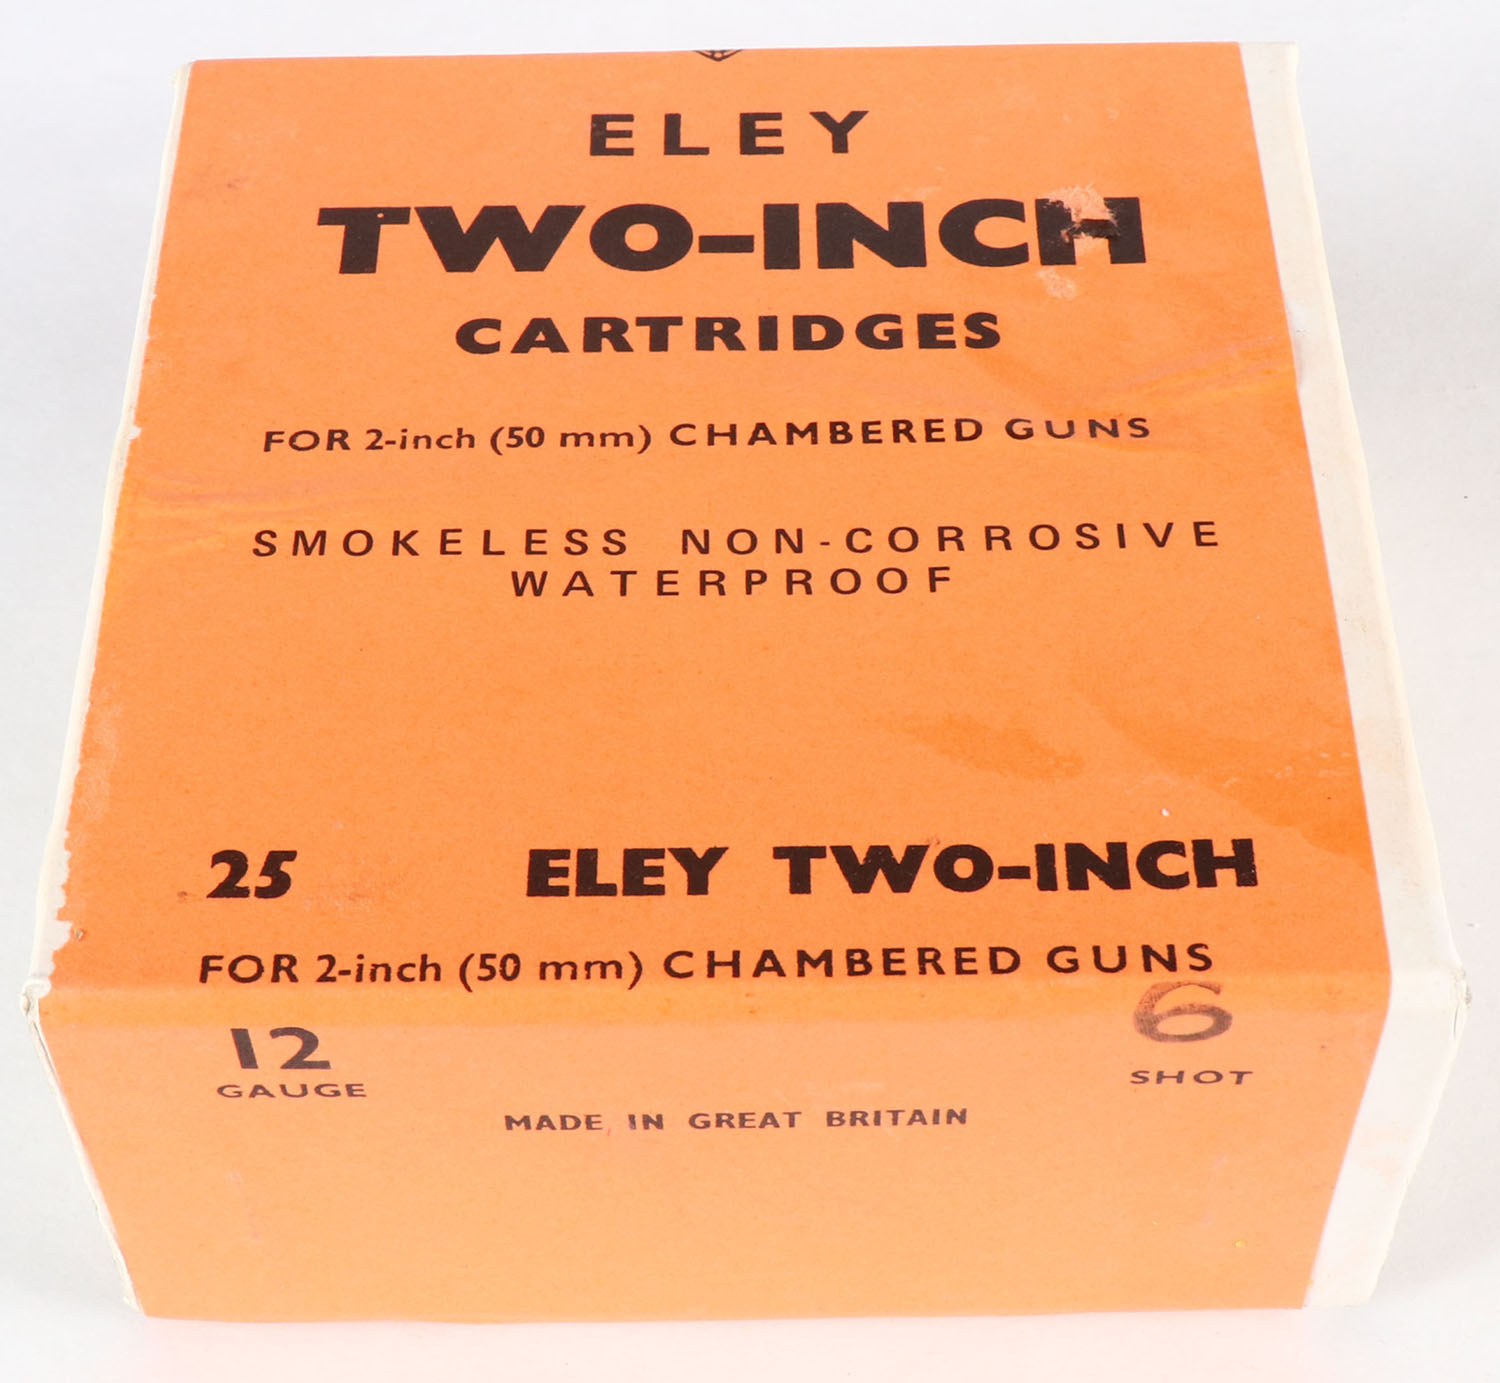 ELEY
TWO-INCH
CARTRIDGES
FOR 2-inch (50 mm) CHAMBERED GUNS
SMOKELESS NON-CORROSIVE
WATERPROOF
25 ELEY TWO-INCH
FOR 2-inch (50 mm) CHAMBERED GUNS
12 6
GAUGE SHOT
MADE IN GREAT BRITAIN